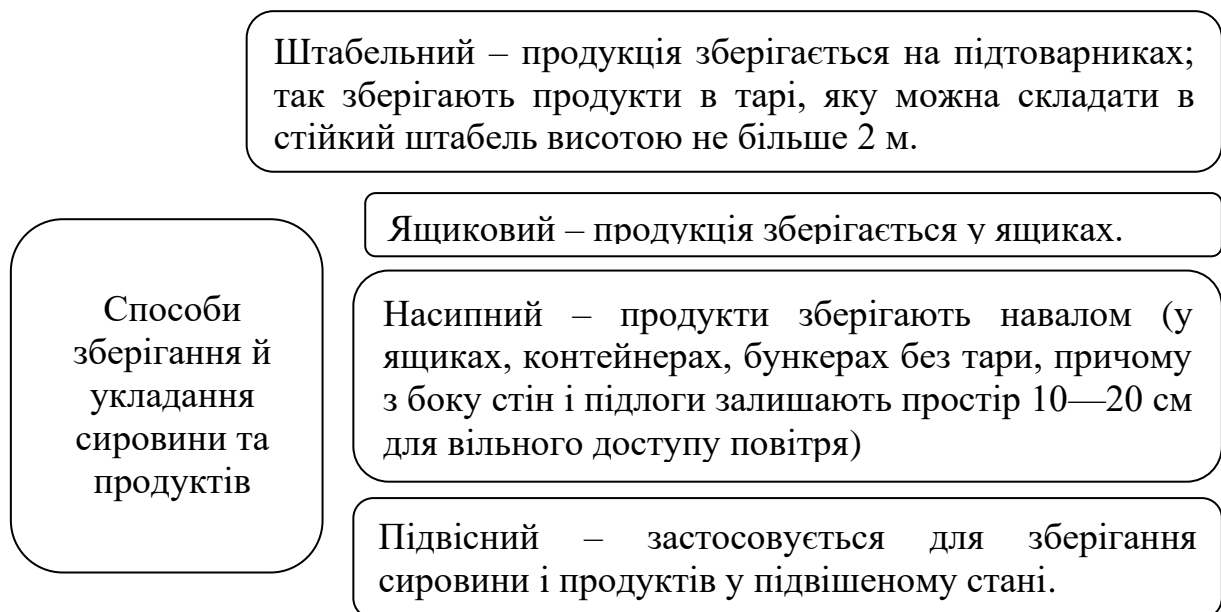 Штабельний – продукція зберігається на підтоварниках;
так зберігають продукти в тарі, яку можна складати в
стійкий штабель висотою не більше 2 м.
Ящиковий – продукція зберігається у ящиках.
Способи
зберігання й
укладання
сировини та
продуктів
Насипний – продукти зберігають навалом (у
ящиках, контейнерах, бункерах без тари, причому
з боку стін і підлоги залишають простір 10—20 см
для вільного доступу повітря)
Підвісний – застосовується для зберігання
сировини і продуктів у підвішеному стані.